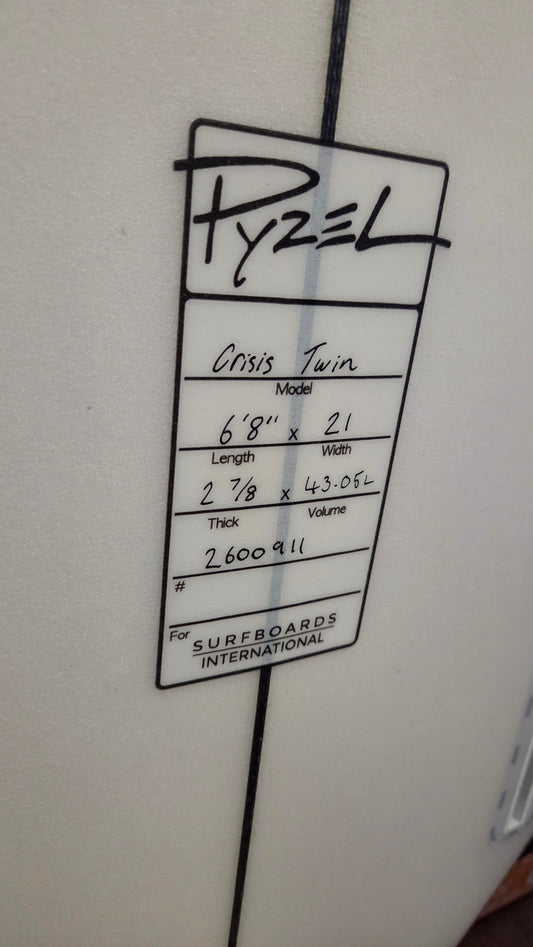 PYZEL
Crisis Twin
Model
6'8" x 21
Length Width
2 7/8 x 43.05L
Thick Volume
2600911
#
For SURFBOARDS
INTERNATIONAL